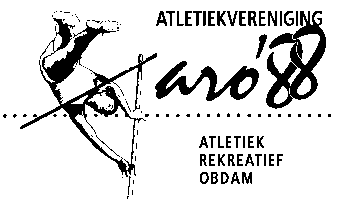 ATLETIEKVERENIGING
aro'88
ATLETIEK
REKREATIEF
OBDAM